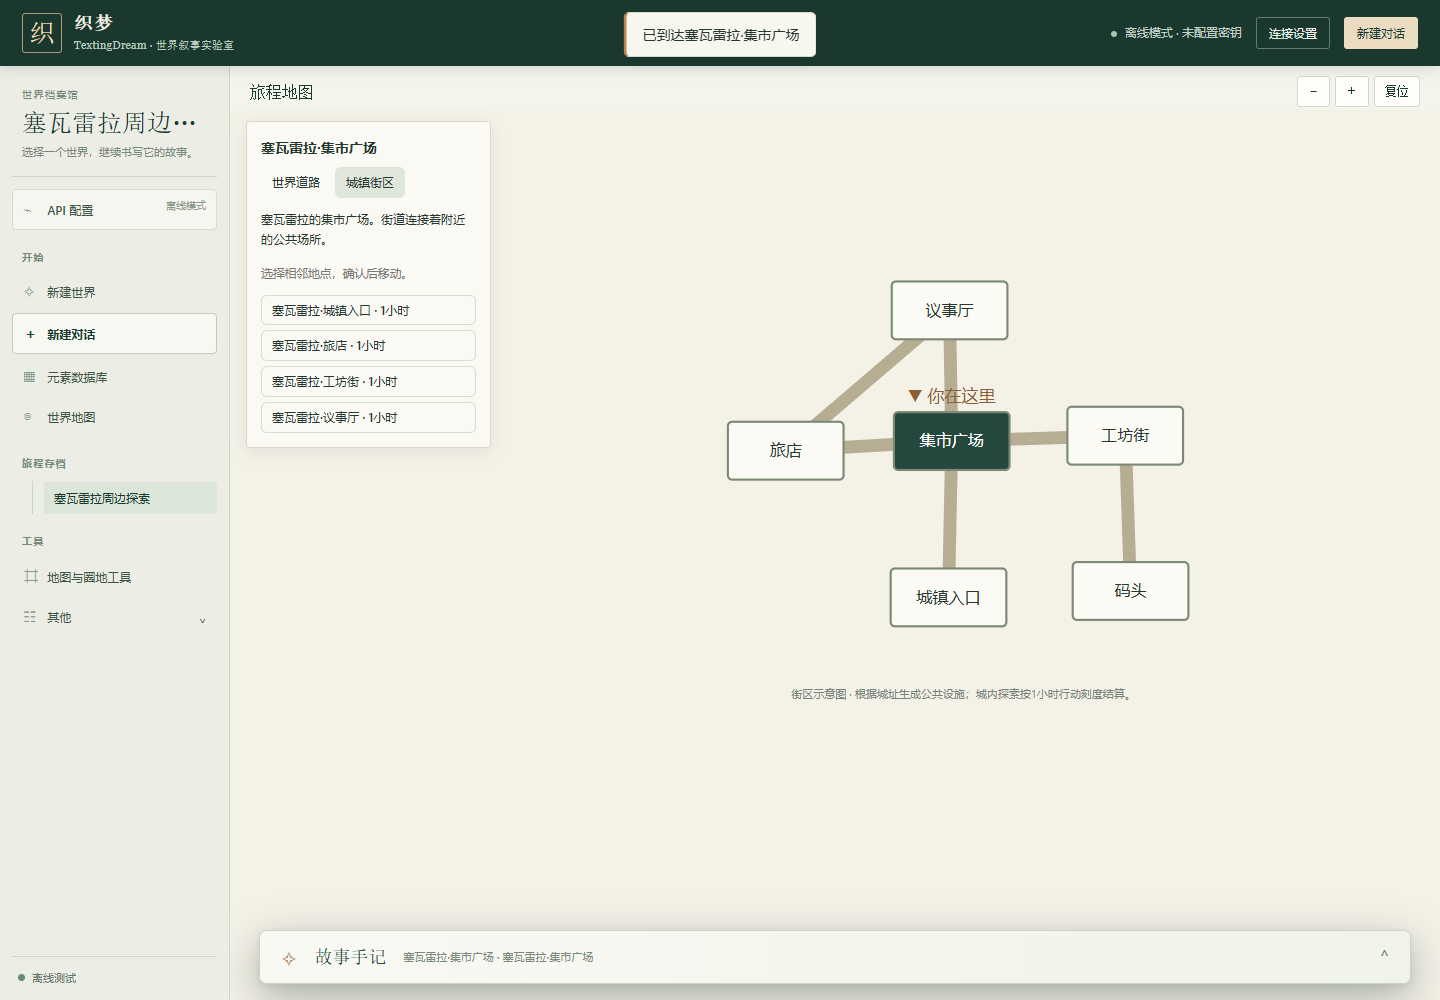 织
织梦
TextingDream · 世界叙事实验室
已到达塞瓦雷拉·集市广场
离线模式 · 未配置密钥
连接设置
新建对话
世界档案馆
塞瓦雷拉周边…
选择一个世界，继续书写它的故事。
API 配置
离线模式
开始
新建世界
+ 新建对话
元素数据库
世界地图
旅程存档
塞瓦雷拉周边探索
工具
地图与圈地工具
其他
离线测试
旅程地图
−
+
复位
塞瓦雷拉·集市广场
世界道路
城镇街区
塞瓦雷拉的集市广场。街道连接着附近
的公共场所。
选择相邻地点，确认后移动。
塞瓦雷拉·城镇入口 · 1小时
塞瓦雷拉·旅店 · 1小时
塞瓦雷拉·工坊街 · 1小时
塞瓦雷拉·议事厅 · 1小时
议事厅
▼ 你在这里
旅店
集市广场
工坊街
城镇入口
码头
街区示意图 · 根据城址生成公共设施；城内探索按1小时行动刻度结算。
故事手记
塞瓦雷拉·集市广场 · 塞瓦雷拉·集市广场